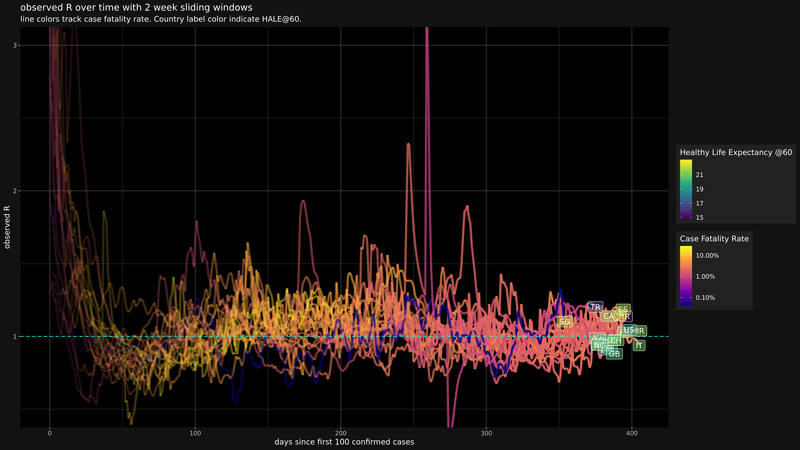 observed R over time with 2 week sliding windows
line colors track case fatality rate. Country label color indicate HALE@60.
3
2
1
observed R
0
100
200
300
400
days since first 100 confirmed cases
TR
ES
CA
SG
US
CH
IT
GB
Healthy Life Expectancy @60
21
19
17
15
Case Fatality Rate
10.00%
1.00%
0.10%